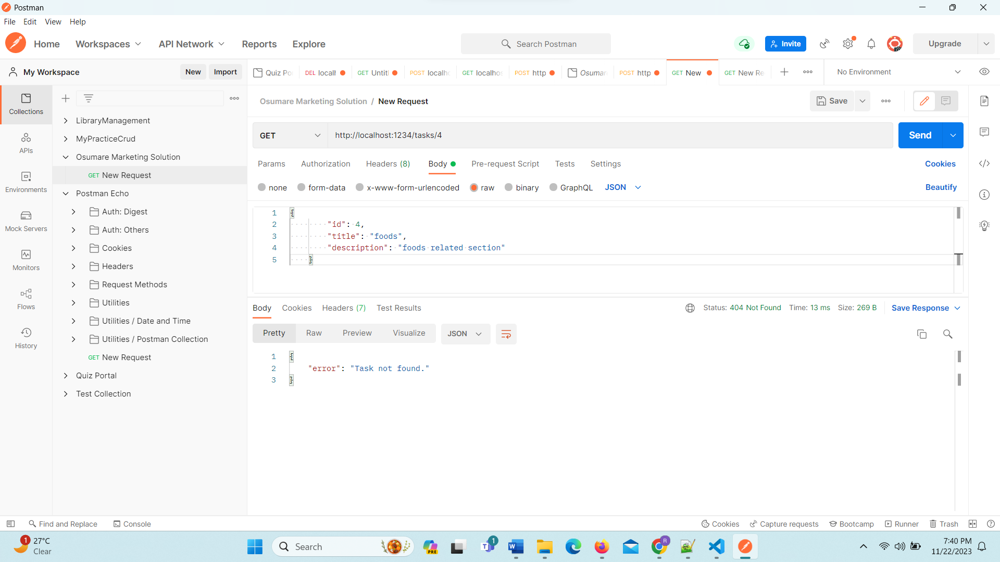 Postman
File Edit View Help
Home Workspaces API Network Reports Explore Search Postman Invite Upgrade
My Workspace New Import Quiz Po DEL localh GET Untitl POST localho GET localhos POST http Osumar POST http GET New GET New Re No Environment
Collections
APIs
Environments
Mock Servers
Monitors
Flows
History
LibraryManagement
MyPracticeCrud
Osumare Marketing Solution
GET New Request
Postman Echo
Auth: Digest
Auth: Others
Cookies
Headers
Request Methods
Utilities
Utilities / Date and Time
Utilities / Postman Collection
GET New Request
Quiz Portal
Test Collection
Osumare Marketing Solution / New Request Save
GET http://localhost:1234/tasks/4 Send
Params Authorization Headers (8) Body Pre-request Script Tests Settings Cookies
none form-data x-www-form-urlencoded raw binary GraphQL JSON Beautify
1 {
2 "id": 4,
3 "title": "foods",
4 "description": "foods related section"
5 }
Body Cookies Headers (7) Test Results Status: 404 Not Found Time: 13 ms Size: 269 B Save Response
Pretty Raw Preview Visualize JSON
1 {
2 "error": "Task not found."
3 }
Find and Replace Console Cookies Capture requests Bootcamp Runner Trash
1 27°C
Clear
Search PRE 1 R
7:40 PM
11/22/2023